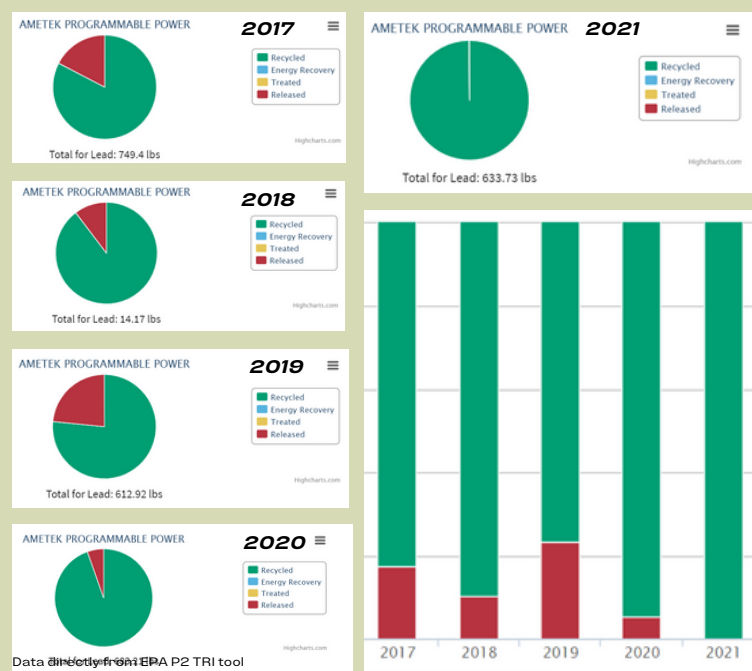 AMETEK PROGRAMMABLE POWER 2017
Recycled
Energy Recovery
Treated
Released
Highcharts.com
Total for Lead: 749.4 lbs
AMETEK PROGRAMMABLE POWER 2018
Recycled
Energy Recovery
Treated
Released
Highcharts.com
Total for Lead: 14.17 lbs
AMETEK PROGRAMMABLE POWER 2019
Recycled
Energy Recovery
Treated
Released
Highcharts.com
Total for Lead: 612.92 lbs
AMETEK PROGRAMMABLE POWER 2020
Recycled
Energy Recovery
Treated
Released
Highcharts.com
Data directly from EPA P2 TRI tool
AMETEK PROGRAMMABLE POWER 2021
Recycled
Energy Recovery
Treated
Released
Highcharts.com
Total for Lead: 633.73 lbs
2017 2018 2019 2020 2021